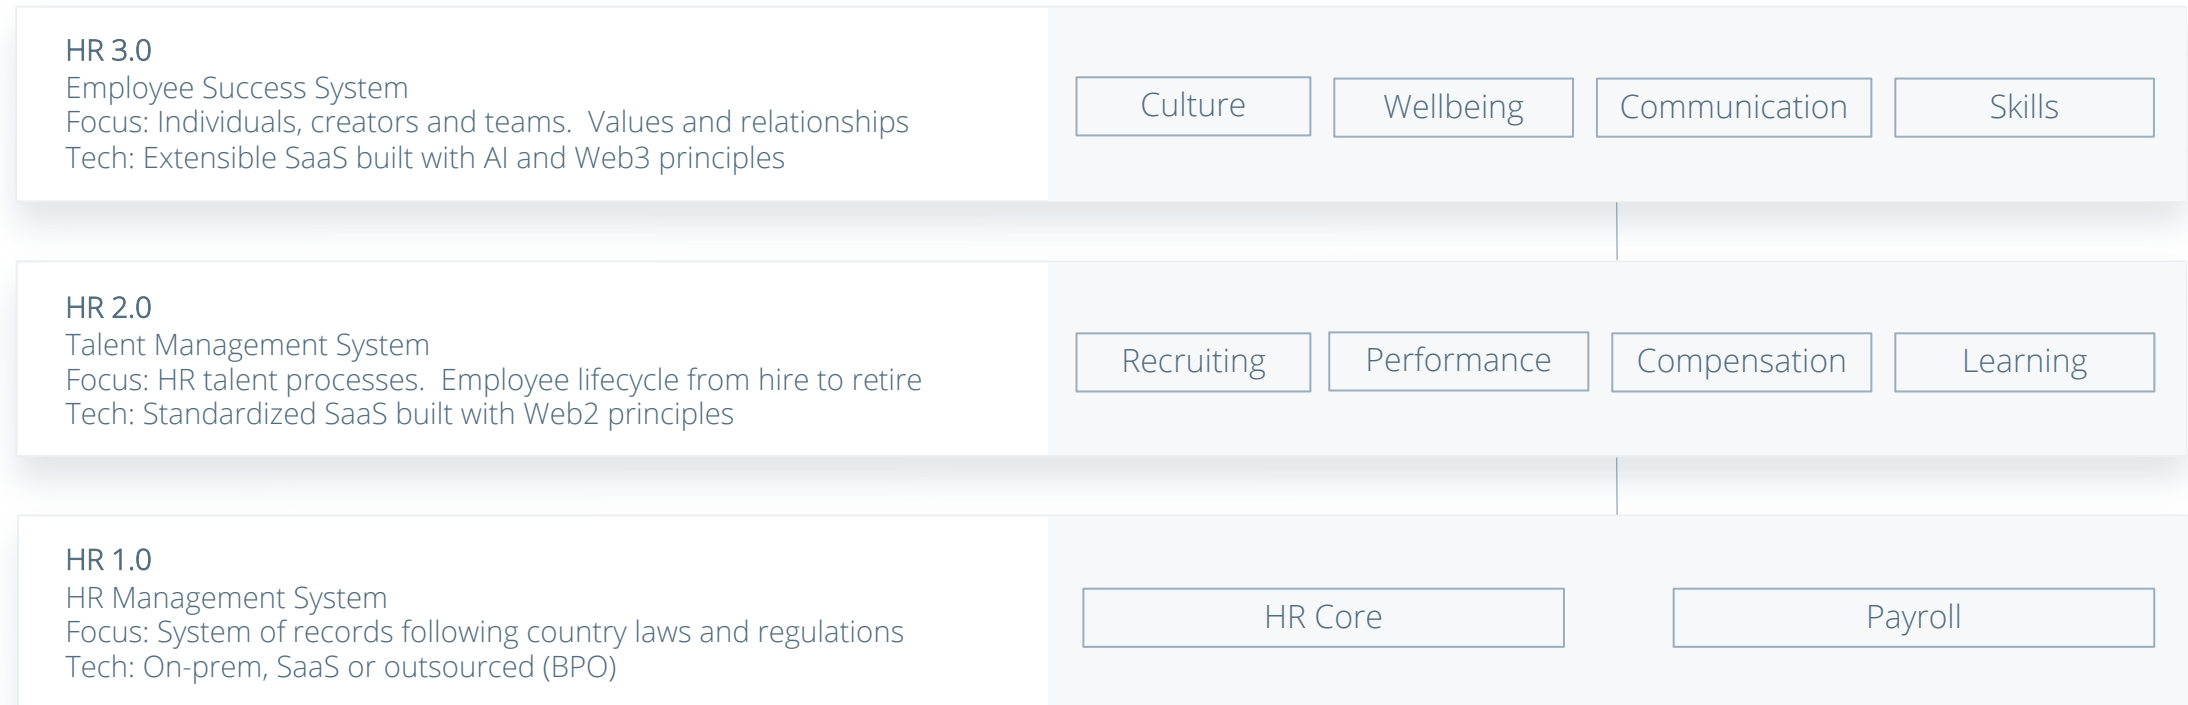 HR 3.0
Employee Success System
Focus: Individuals, creators and teams.  Values and relationships
Tech: Extensible SaaS built with AI and Web3 principles
Culture
Wellbeing
Communication
Skills
HR 2.0
Talent Management System
Focus: HR talent processes.  Employee lifecycle from hire to retire
Tech: Standardized SaaS built with Web2 principles
Recruiting
Performance
Compensation
Learning
HR 1.0
HR Management System
Focus: System of records following country laws and regulations
Tech: On-prem, SaaS or outsourced (BPO)
HR Core
Payroll